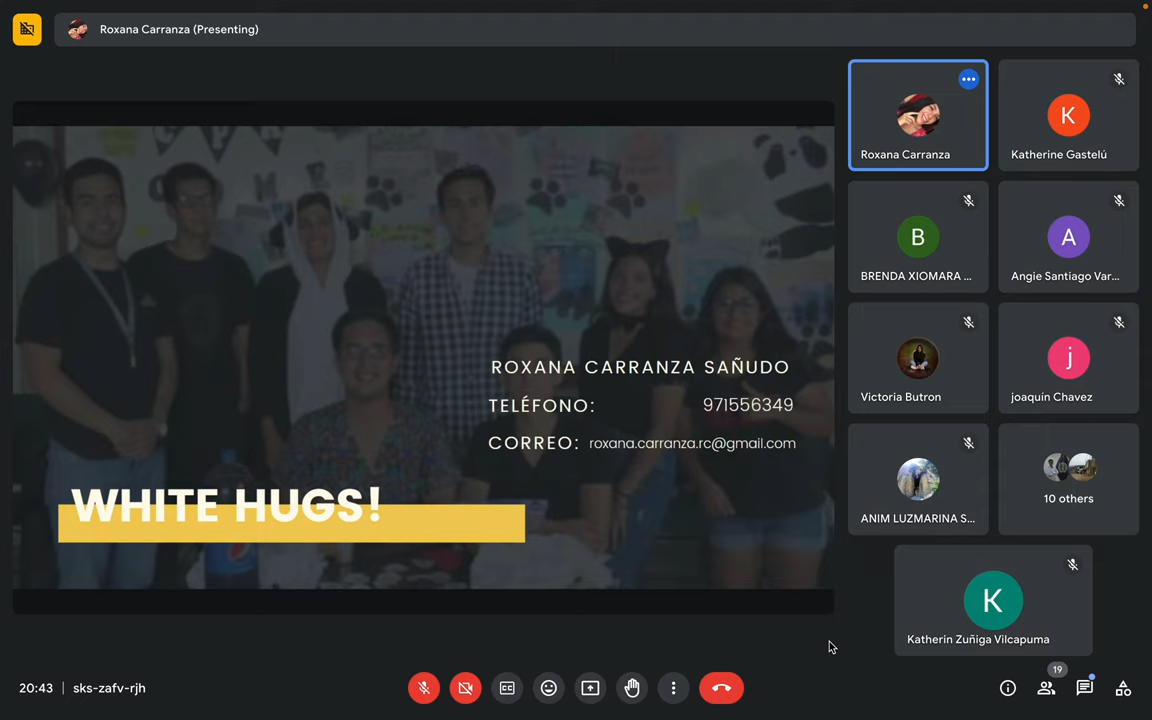 Roxana Carranza (Presenting)
ROXANA CARRANZA SAÑUDO
TELÉFONO: 971556349
CORREO: roxana.carranza.rc@gmail.com
WHITE HUGS!
Roxana Carranza
K
Katherine Gastelú
B
BRENDA XIOMARA ...
A
Angie Santiago Var...
Victoria Butron
j
joaquín Chavez
ANIM LUZMARINA S...
10 others
K
Katherin Zuñiga Vilcapuma
20:43 | sks-zafv-rjh
19